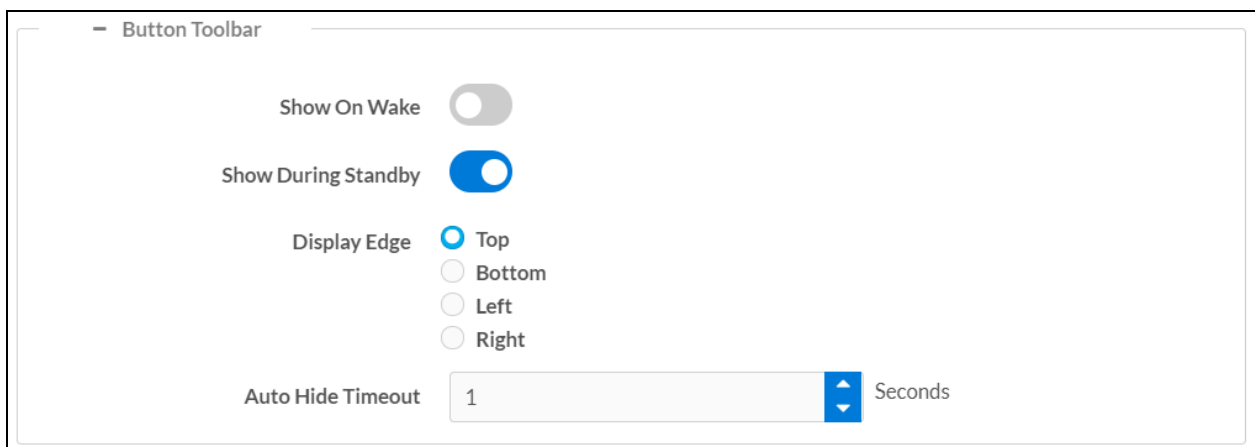 Button Toolbar
Show On Wake
Show During Standby
Display Edge Top
Bottom
Left
Right
Auto Hide Timeout 1 Seconds